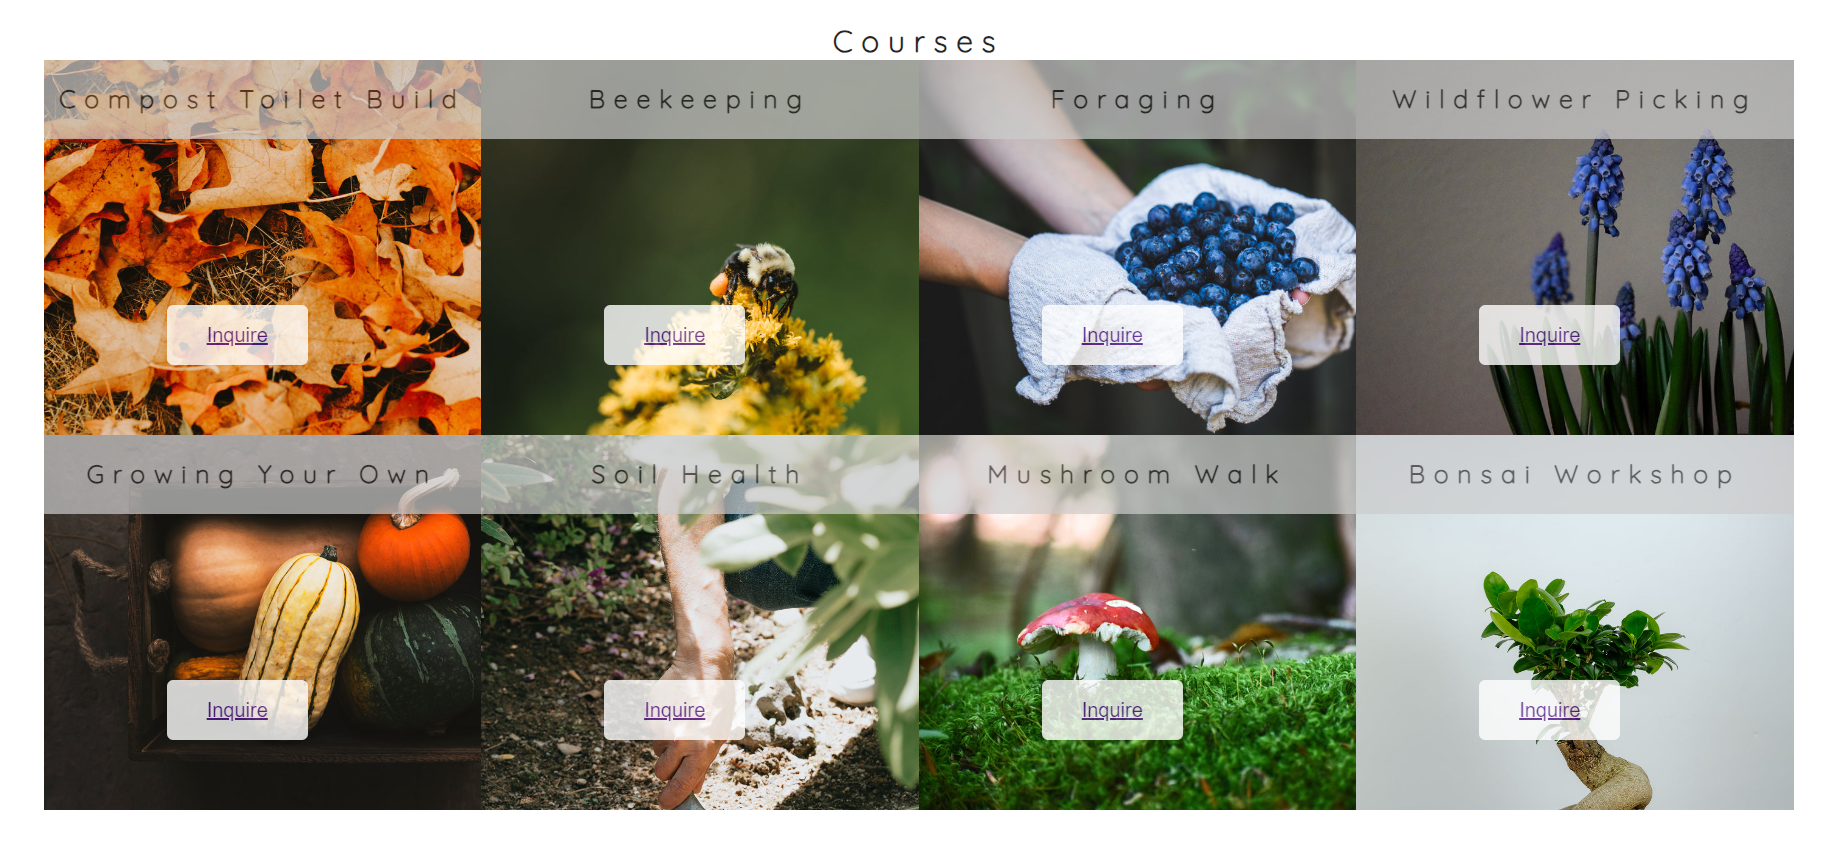 Courses
Compost Toilet Build
Beekeeping
Foraging
Wildflower Picking
Inquire
Inquire
Inquire
Inquire
Growing Your Own
Soil Health
Mushroom Walk
Bonsai Workshop
Inquire
Inquire
Inquire
Inquire